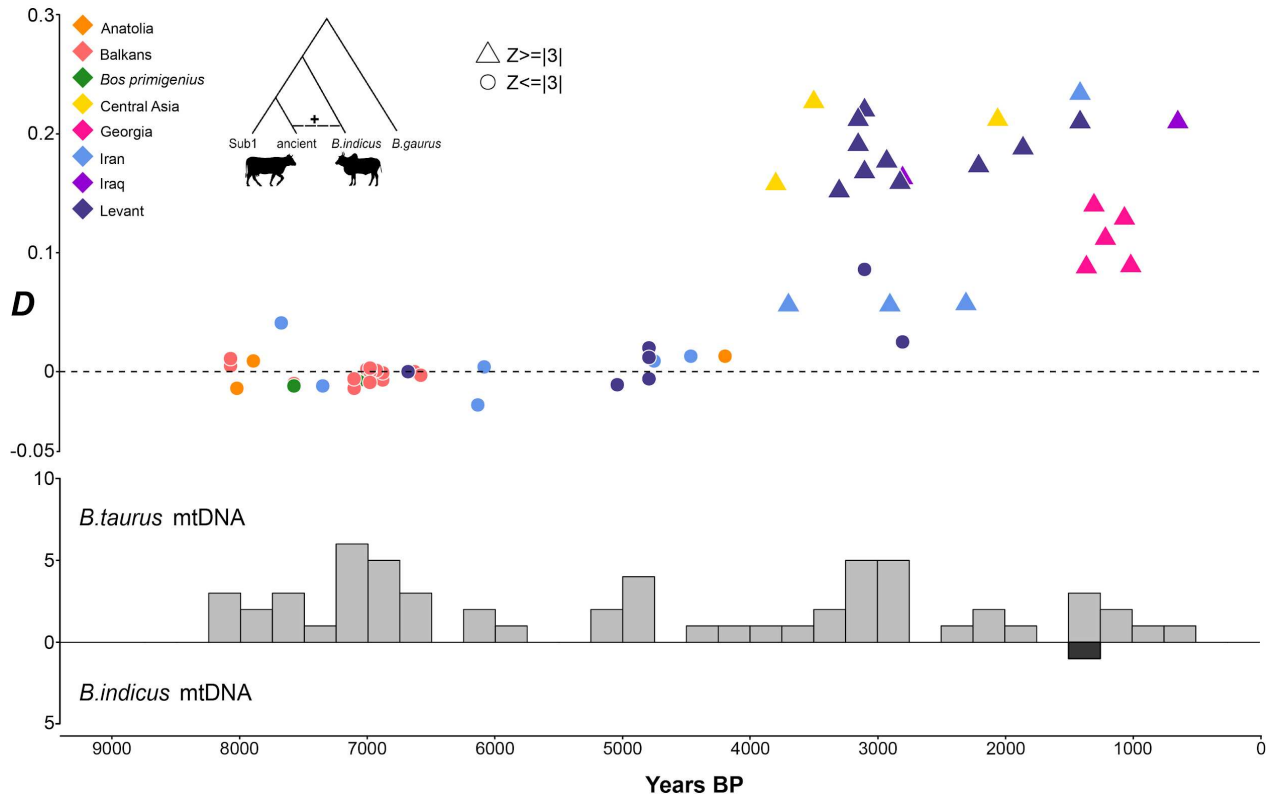 0.3
0.2
0.1
0
-0.05
D
Anatolia
Balkans
Bos primigenius
Central Asia
Georgia
Iran
Iraq
Levant
+
Sub1 ancient B.indicus B.gaurus
Z>=|3|
Z<=|3|
10
5
0
5
B.taurus mtDNA
B.indicus mtDNA
9000 8000 7000 6000 5000 4000 3000 2000 1000 0
Years BP